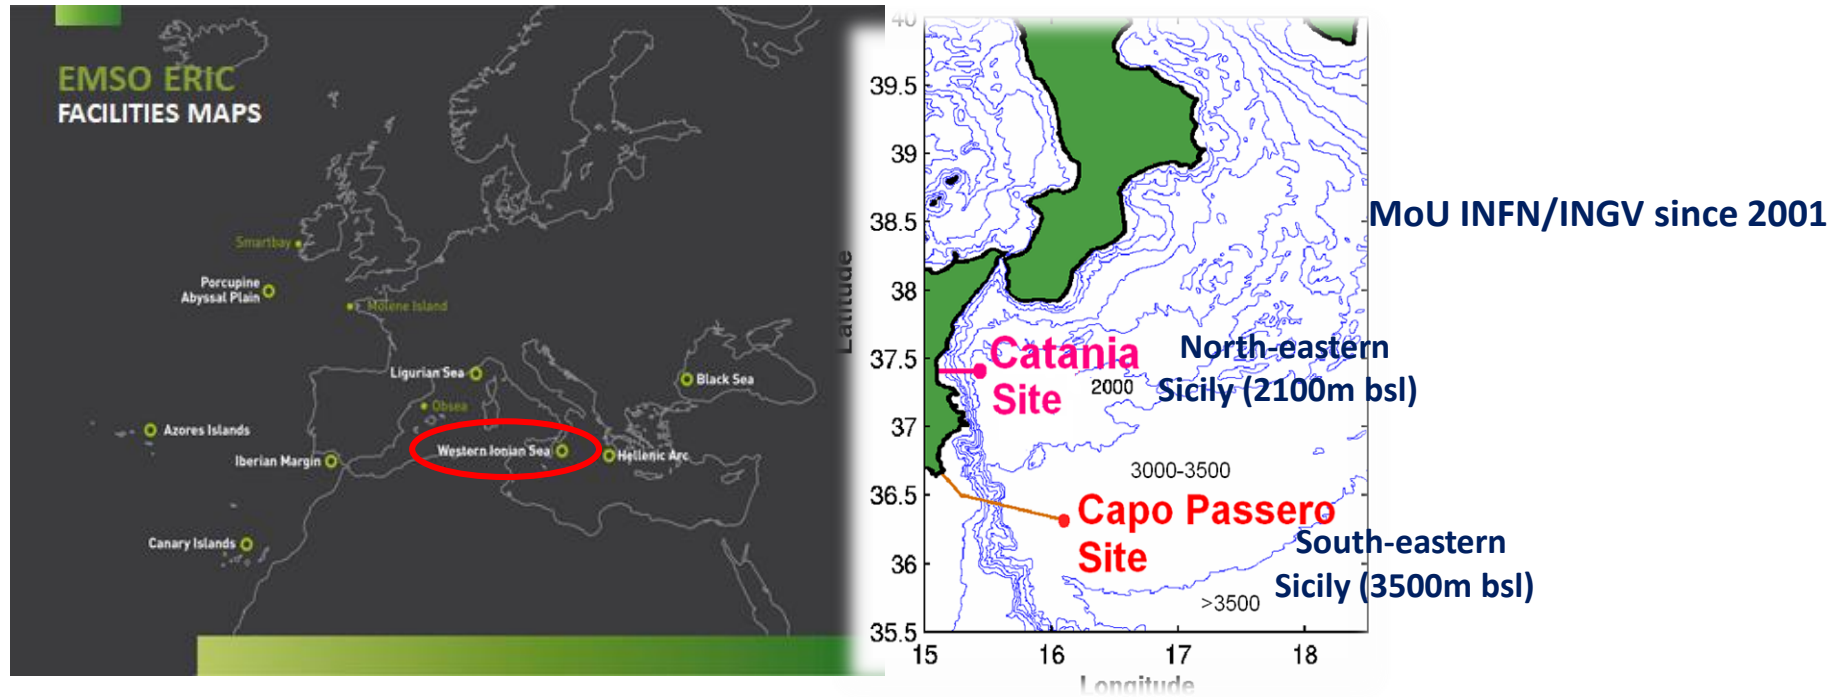 EMSO ERIC
FACILITIES MAPS
Smartbay
Porcupine
Abyssal Plain
Molene Island
Ligurian Sea
Black Sea
Obsea
Azores Islands
Western Ionian Sea
Iberian Margin
Hellenic Arc
Canary Islands
Latitude
40
39.5
39
38.5
38
37.5
37
36.5
36
35.5
15
16
17
18
Longitude
Catania
Site
2000
3000-3500
Capo Passero
Site
>3500
MoU INFN/INGV since 2001
North-eastern
Sicily (2100m bsl)
South-eastern
Sicily (3500m bsl)